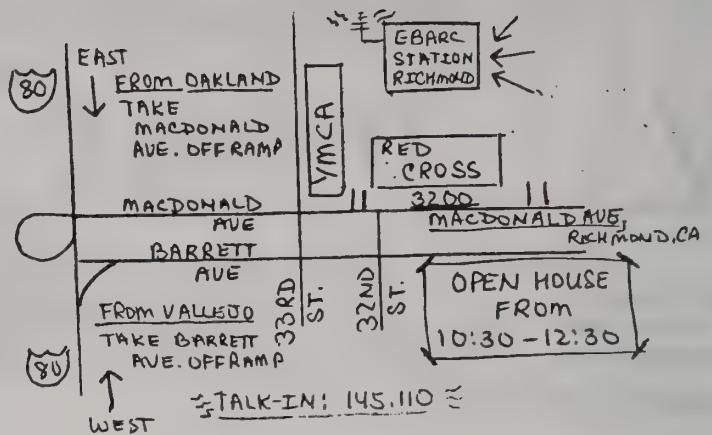 EBARC
STATION
RICHMOND
EAST
80
FROM OAKLAND
TAKE
MACDONALD
AVE. OFFRAMP
YMCA
RED
CROSS
3200
MACDONALD
AVE
MACDONALD AVE,
RICHMOND, CA
BARRETT
AVE
33RD
ST.
32ND
ST.
OPEN HOUSE
FROM
10:30 - 12:30
FROM VALLEJO
TAKE BARRETT
AVE. OFFRAMP
80
WEST
TALK-IN: 145.110